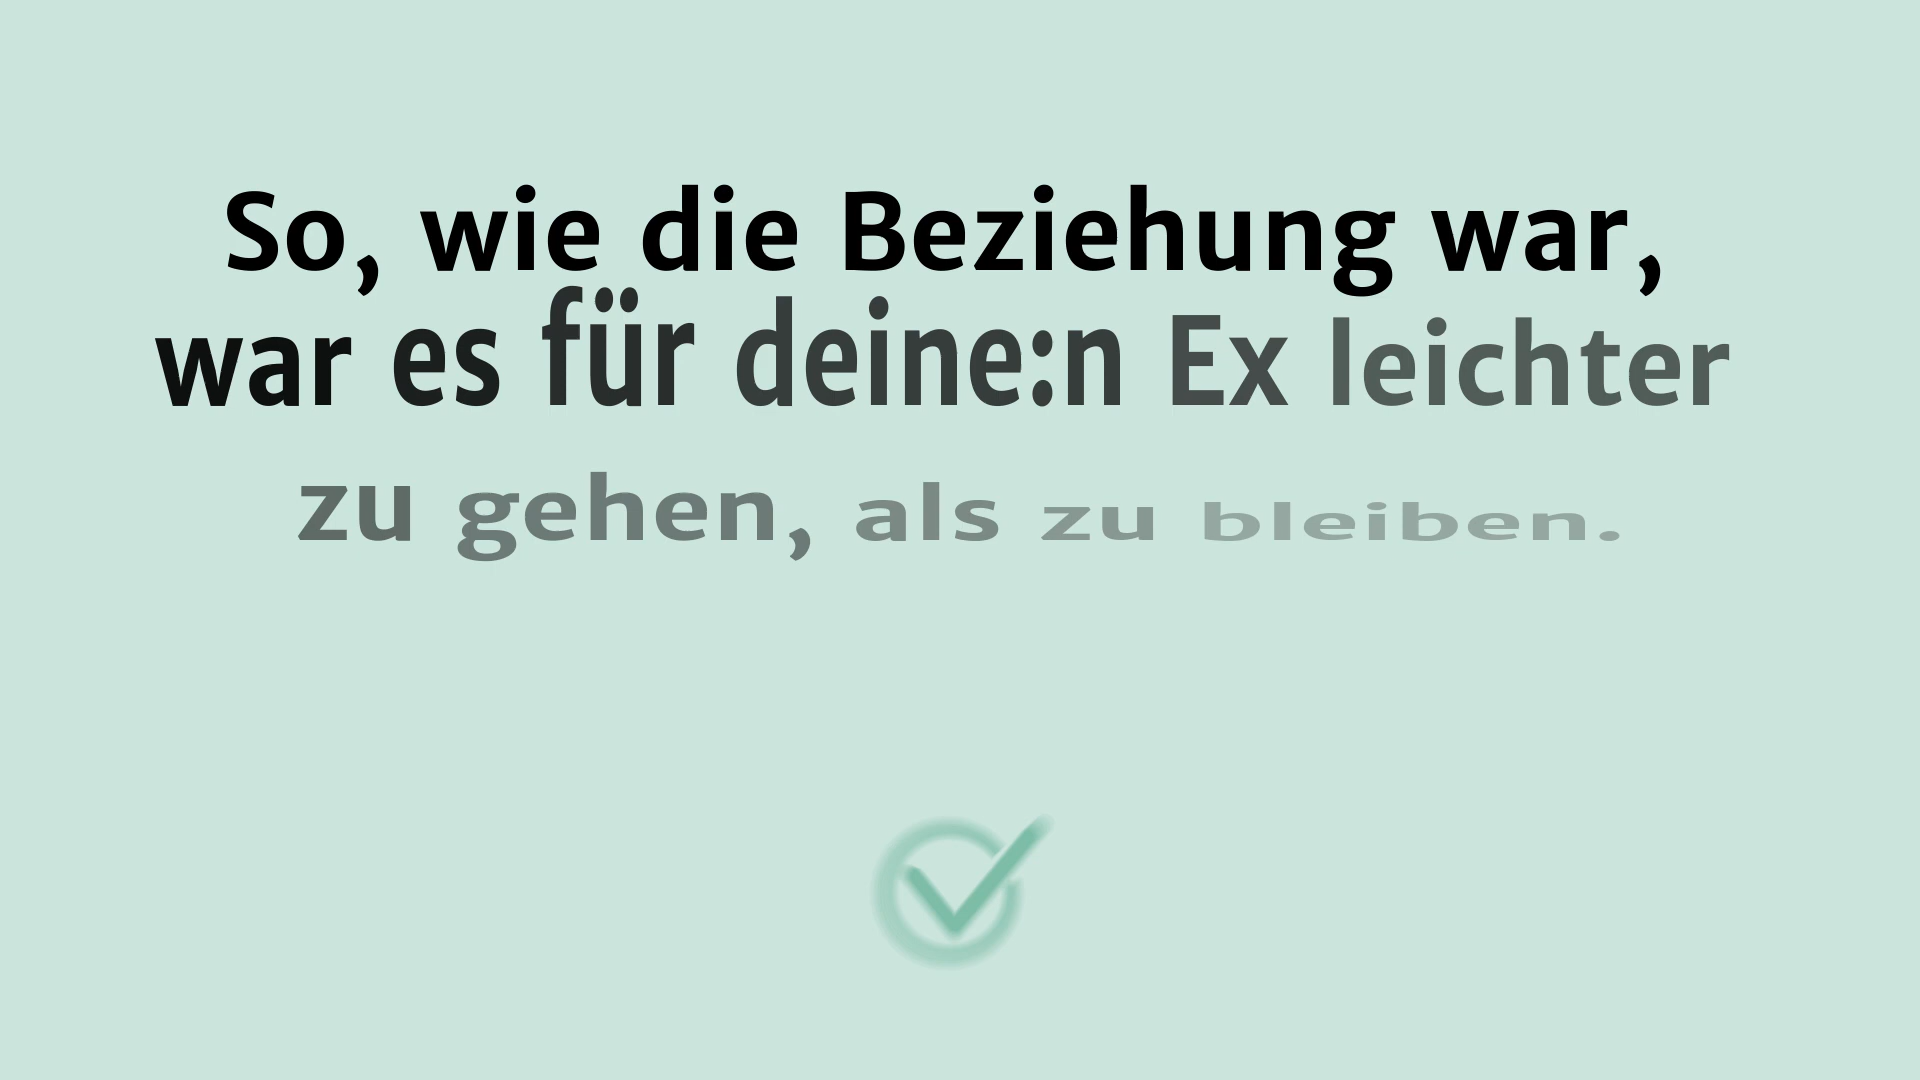 So, wie die Beziehung war,
war es für deine:n Ex leichter
zu gehen, als zu bleiben.